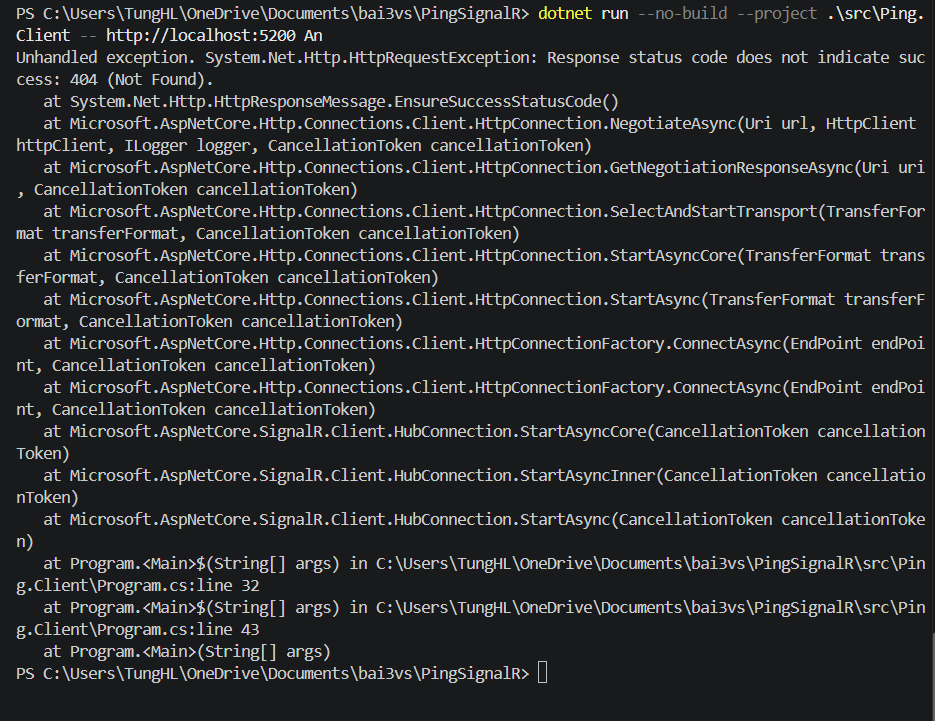 PS C:\Users\TungHL\OneDrive\Documents\bai3vs\PingSignalR> dotnet run --no-build --project .\src\Ping.
Client -- http://localhost:5200 An
Unhandled exception. System.Net.Http.HttpRequestException: Response status code does not indicate suc
cess: 404 (Not Found).
   at System.Net.Http.HttpResponseMessage.EnsureSuccessStatusCode()
   at Microsoft.AspNetCore.Http.Connections.Client.HttpConnection.NegotiateAsync(Uri url, HttpClient 
httpClient, ILogger logger, CancellationToken cancellationToken)
   at Microsoft.AspNetCore.Http.Connections.Client.HttpConnection.GetNegotiationResponseAsync(Uri uri
, CancellationToken cancellationToken)
   at Microsoft.AspNetCore.Http.Connections.Client.HttpConnection.SelectAndStartTransport(TransferFor
mat transferFormat, CancellationToken cancellationToken)
   at Microsoft.AspNetCore.Http.Connections.Client.HttpConnection.StartAsyncCore(TransferFormat trans
ferFormat, CancellationToken cancellationToken)
   at Microsoft.AspNetCore.Http.Connections.Client.HttpConnection.StartAsync(TransferFormat transferF
ormat, CancellationToken cancellationToken)
   at Microsoft.AspNetCore.Http.Connections.Client.HttpConnectionFactory.ConnectAsync(EndPoint endPoi
nt, CancellationToken cancellationToken)
   at Microsoft.AspNetCore.Http.Connections.Client.HttpConnectionFactory.ConnectAsync(EndPoint endPoi
nt, CancellationToken cancellationToken)
   at Microsoft.AspNetCore.SignalR.Client.HubConnection.StartAsyncCore(CancellationToken cancellation
Token)
   at Microsoft.AspNetCore.SignalR.Client.HubConnection.StartAsyncInner(CancellationToken cancellatio
nToken)
   at Microsoft.AspNetCore.SignalR.Client.HubConnection.StartAsync(CancellationToken cancellationToke
n)
   at Program.<Main>$(String[] args) in C:\Users\TungHL\OneDrive\Documents\bai3vs\PingSignalR\src\Pin
g.Client\Program.cs:line 32
   at Program.<Main>$(String[] args) in C:\Users\TungHL\OneDrive\Documents\bai3vs\PingSignalR\src\Pin
g.Client\Program.cs:line 43
   at Program.<Main>(String[] args)
PS C:\Users\TungHL\OneDrive\Documents\bai3vs\PingSignalR>